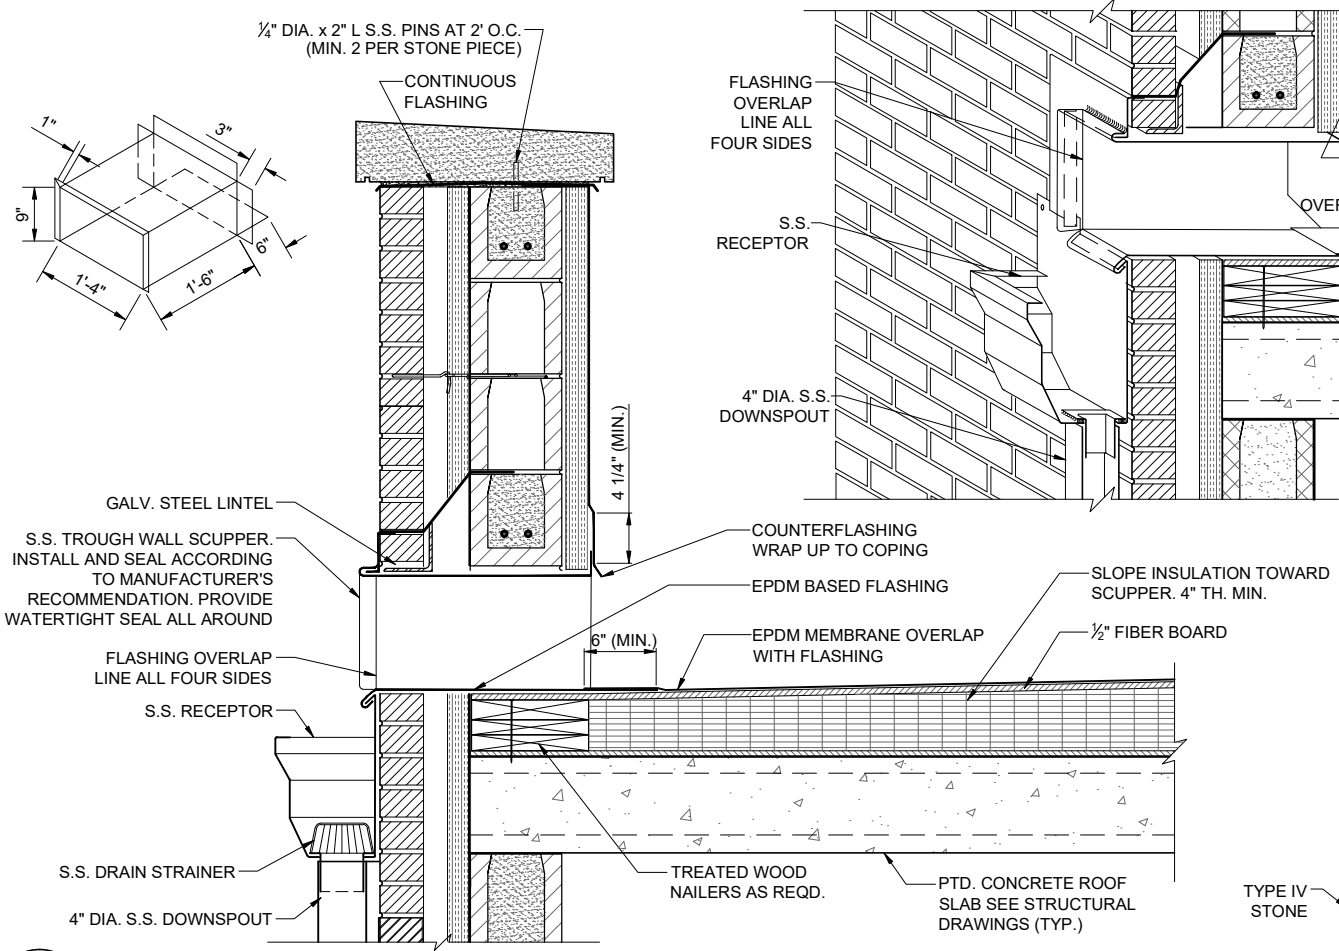 ¼" DIA. x 2" L S.S. PINS AT 2' O.C.
(MIN. 2 PER STONE PIECE)
CONTINUOUS
FLASHING
1"
3"
9"
6"
1'-4"
1'-6"
FLASHING
OVERLAP
LINE ALL
FOUR SIDES
S.S.
RECEPTOR
4" DIA. S.S.
DOWNSPOUT
4 1/4" (MIN.)
GALV. STEEL LINTEL
S.S. TROUGH WALL SCUPPER.
INSTALL AND SEAL ACCORDING
TO MANUFACTURER'S
RECOMMENDATION. PROVIDE
WATERTIGHT SEAL ALL AROUND
FLASHING OVERLAP
LINE ALL FOUR SIDES
S.S. RECEPTOR
S.S. DRAIN STRAINER
4" DIA. S.S. DOWNSPOUT
COUNTERFLASHING
WRAP UP TO COPING
EPDM BASED FLASHING
6" (MIN.)
EPDM MEMBRANE OVERLAP
WITH FLASHING
SLOPE INSULATION TOWARD
SCUPPER. 4" TH. MIN.
½" FIBER BOARD
TREATED WOOD
NAILERS AS REQD.
PTD. CONCRETE ROOF
SLAB SEE STRUCTURAL
DRAWINGS (TYP.)
TYPE IV
STONE